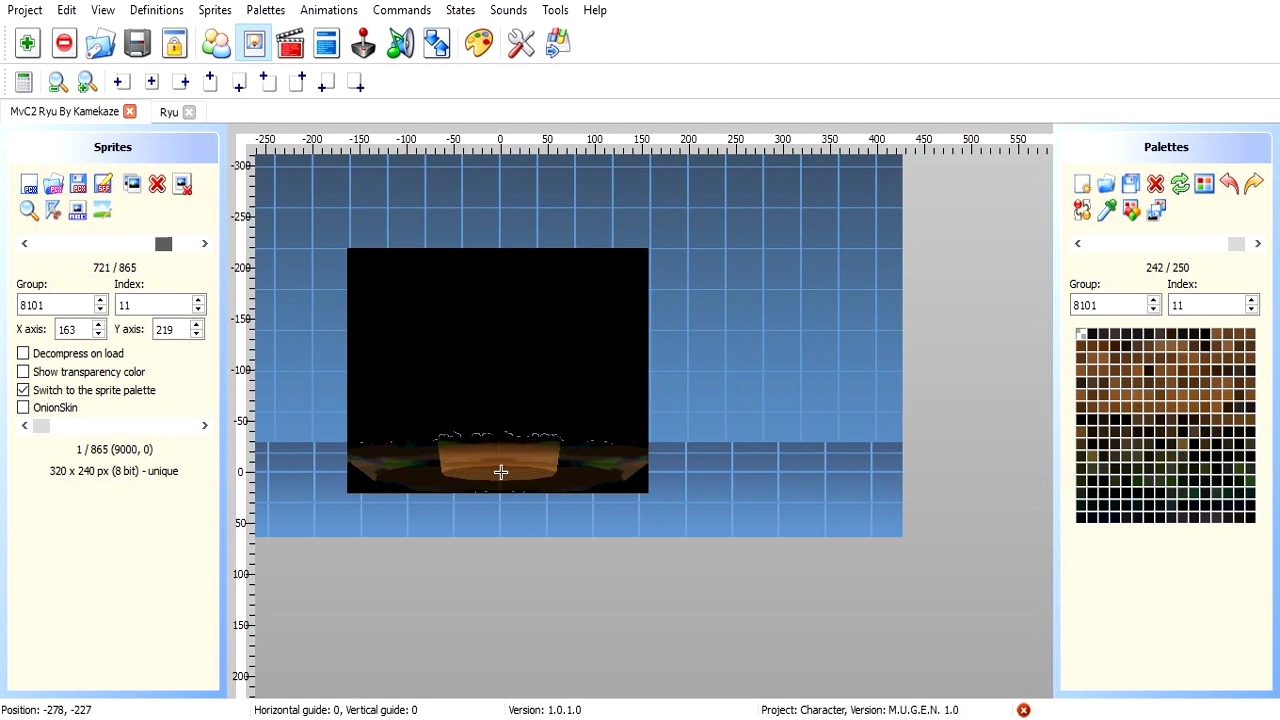 Project Edit View Definitions Sprites Palettes Animations Commands States Sounds Tools Help
MvC2 Ryu By Kamekaze Ryu
Sprites
721 / 865
Group: Index:
8101 11
X axis: 163 Y axis: 219
Decompress on load
Show transparency color
Switch to the sprite palette
OnionSkin
1 / 865 (9000, 0)
320 x 240 px (8 bit) - unique
-250 -200 -150 -100 -50 0 50 100 150 200 250 300 350 400 450 500 550
-300
-250
-200
-150
-100
-50
0
50
100
150
200
Palettes
242 / 250
Group: Index:
8101 11
Position: -278, -227 Horizontal guide: 0, Vertical guide: 0 Version: 1.0.1.0 Project: Character, Version: M.U.G.E.N. 1.0